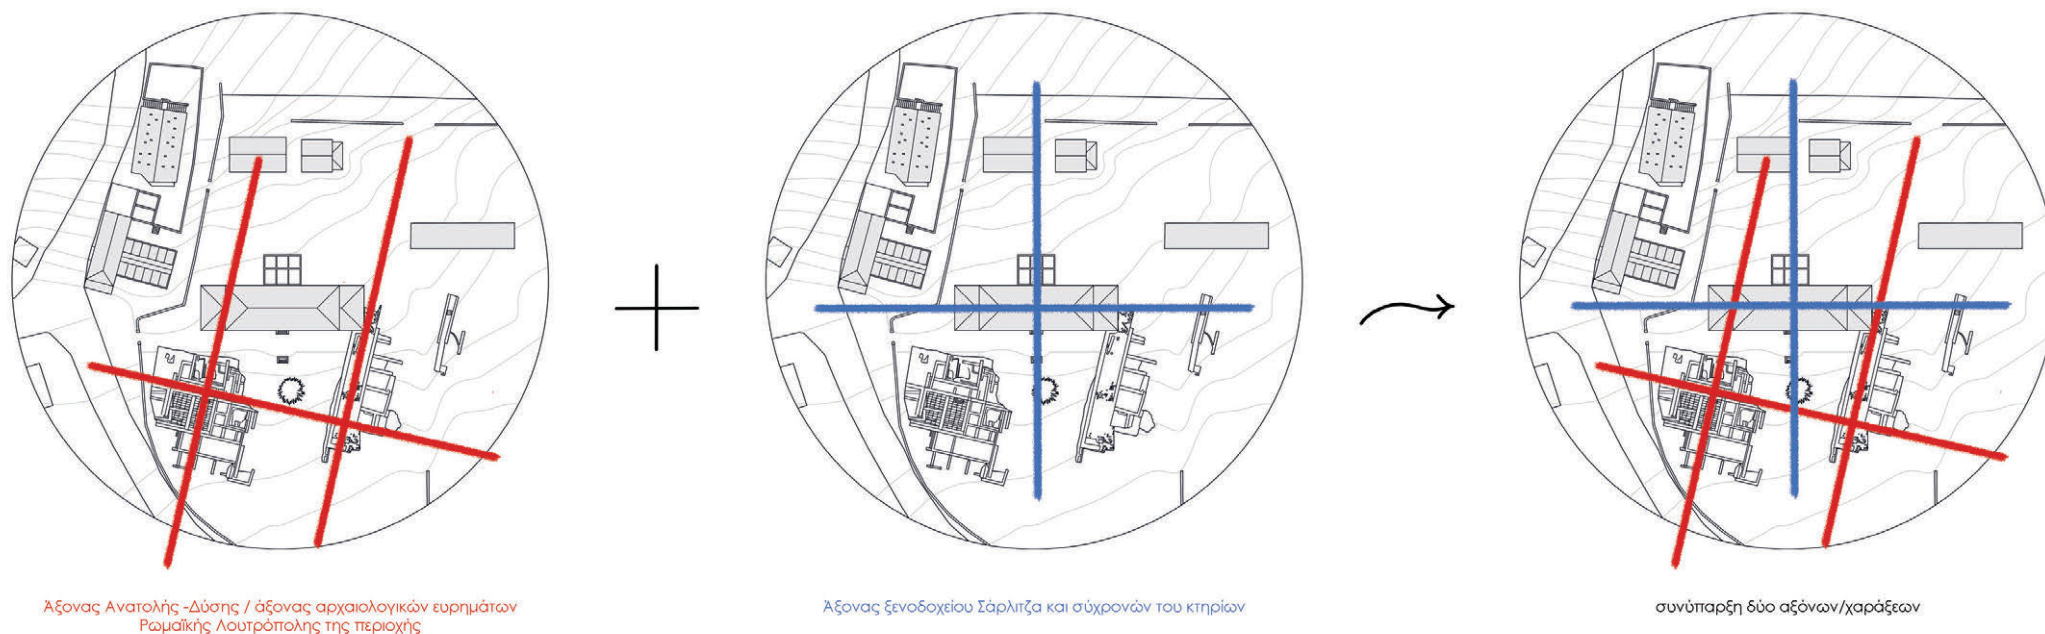 Άξονας Ανατολής -Δύσης / άξονας αρχαιολογικών ευρημάτων
Ρωμαϊκής Λουτρόπολης της περιοχής
Άξονας ξενοδοχείου Σάρλιτζα και σύχρονών του κτηρίων
συνύπαρξη δύο αξόνων/χαράξεων